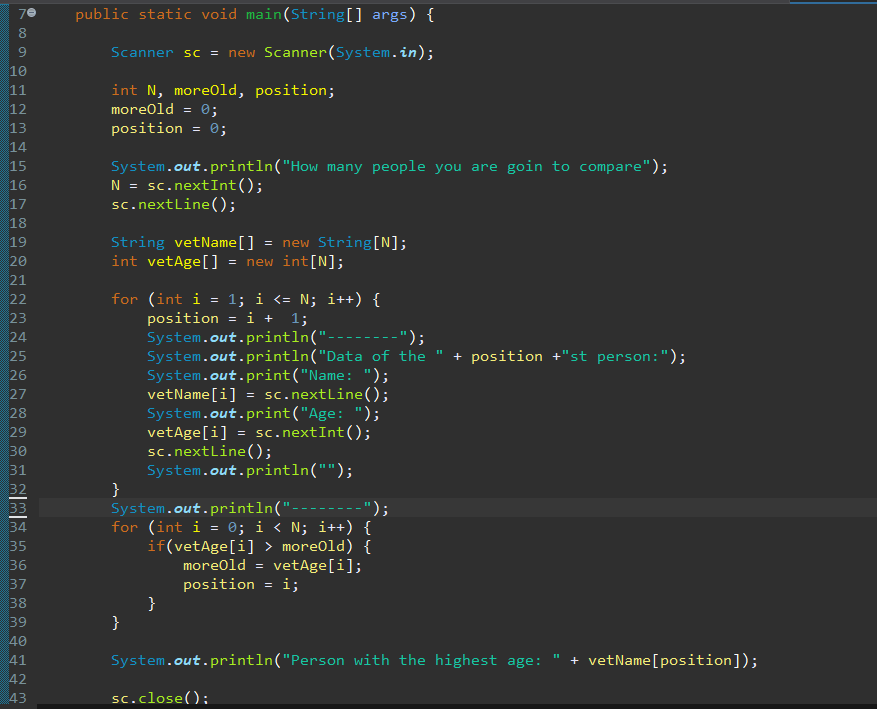 7 public static void main(String[] args) {
8
9 Scanner sc = new Scanner(System.in);
10
11 int N, moreOld, position;
12 moreOld = 0;
13 position = 0;
14
15 System.out.println("How many people you are goin to compare");
16 N = sc.nextInt();
17 sc.nextLine();
18
19 String vetName[] = new String[N];
20 int vetAge[] = new int[N];
21
22 for (int i = 1; i <= N; i++) {
23 position = i +  1;
24 System.out.println("--------");
25 System.out.println("Data of the " + position +"st person:");
26 System.out.print("Name: ");
27 vetName[i] = sc.nextLine();
28 System.out.print("Age: ");
29 vetAge[i] = sc.nextInt();
30 sc.nextLine();
31 System.out.println("");
32 }
33 System.out.println("--------");
34 for (int i = 0; i < N; i++) {
35 if(vetAge[i] > moreOld) {
36 moreOld = vetAge[i];
37 position = i;
38 }
39 }
40
41 System.out.println("Person with the highest age: " + vetName[position]);
42
43 sc.close();